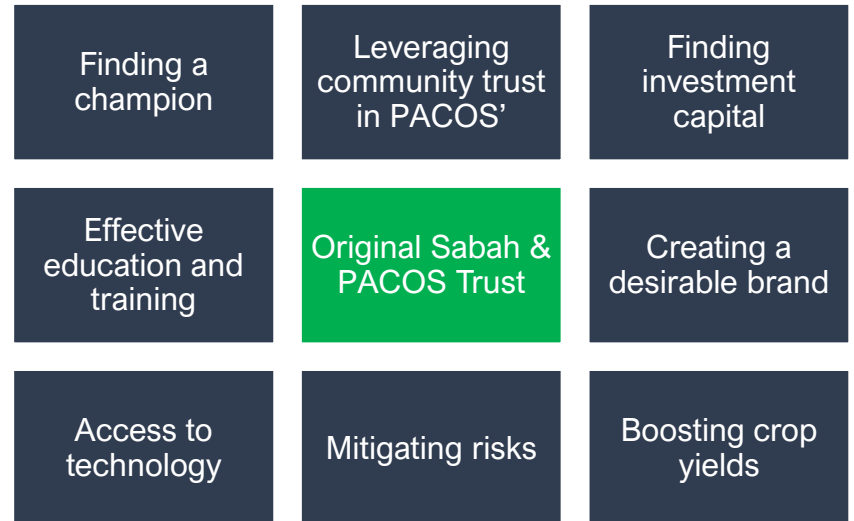 Finding a
champion
Leveraging
community trust
in PACOS’
Finding
investment
capital
Effective
education and
training
Original Sabah &
PACOS Trust
Creating a
desirable brand
Access to
technology
Mitigating risks
Boosting crop
yields